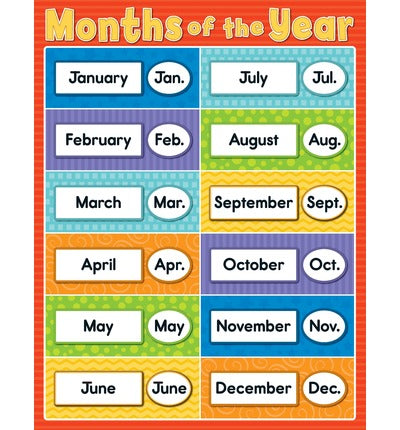 Months of the Year
January Jan.
February Feb.
March Mar.
April Apr.
May May
June June
July Jul.
August Aug.
September Sept.
October Oct.
November Nov.
December Dec.